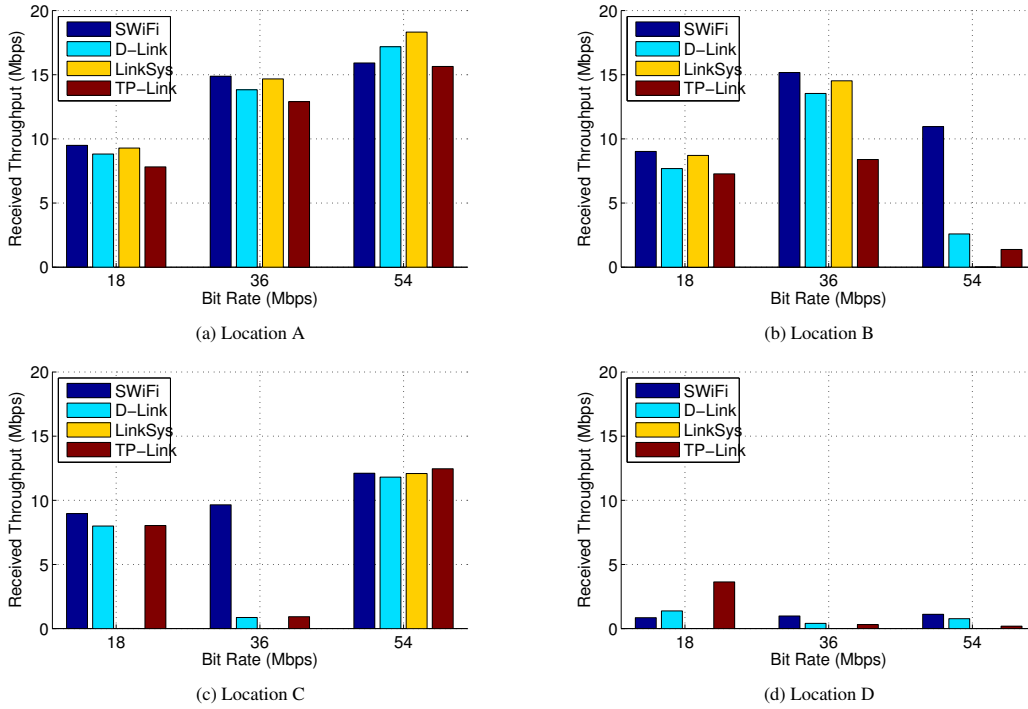 20
15
10
5
0
Received Throughput (Mbps)
SWiFi
D-Link
LinkSys
TP-Link
18 36 54
Bit Rate (Mbps)
(a) Location A
20
15
10
5
0
Received Throughput (Mbps)
SWiFi
D-Link
LinkSys
TP-Link
18 36 54
Bit Rate (Mbps)
(b) Location B
20
15
10
5
0
Received Throughput (Mbps)
SWiFi
D-Link
LinkSys
TP-Link
18 36 54
Bit Rate (Mbps)
(c) Location C
20
15
10
5
0
Received Throughput (Mbps)
SWiFi
D-Link
LinkSys
TP-Link
18 36 54
Bit Rate (Mbps)
(d) Location D